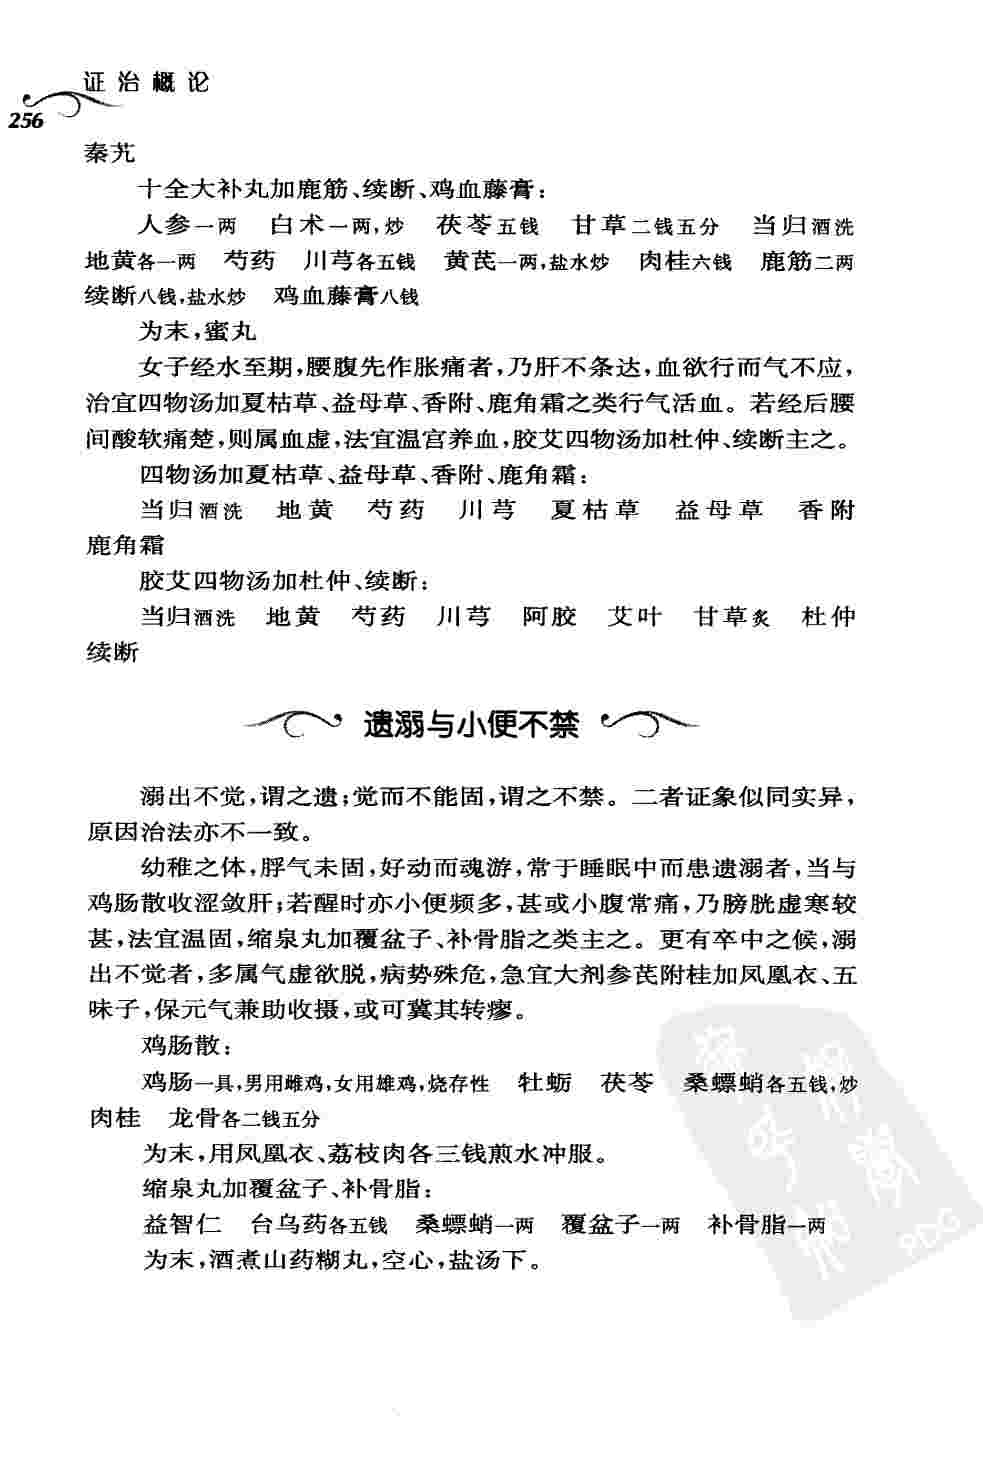 证治概论
256
秦艽
十全大补丸加鹿筋、续断、鸡血藤膏：
人参一两　白术一两，炒　茯苓五钱　甘草二钱五分　当归酒洗
地黄各一两　芍药　川芎各五钱　黄芪一两，盐水炒　肉桂六钱　鹿筋二两
续断八钱，盐水炒　鸡血藤膏八钱
为末，蜜丸
女子经水至期，腰腹先作胀痛者，乃肝不条达，血欲行而气不应，
治宜四物汤加夏枯草、益母草、香附、鹿角霜之类行气活血。若经后腰
间酸软痛楚，则属血虚，法宜温宫养血，胶艾四物汤加杜仲、续断主之。
四物汤加夏枯草、益母草、香附、鹿角霜：
当归酒洗　地黄　芍药　川芎　夏枯草　益母草　香附
鹿角霜
胶艾四物汤加杜仲、续断：
当归酒洗　地黄　芍药　川芎　阿胶　艾叶　甘草炙　杜仲
续断
遗溺与小便不禁
溺出不觉，谓之遗；觉而不能固，谓之不禁。二者证象似同实异，
原因治法亦不一致。
幼稚之体，脬气未固，好动而魂游，常于睡眠中而患遗溺者，当与
鸡肠散收涩敛肝；若醒时亦小便频多，甚或小腹常痛，乃膀胱虚寒较
甚，法宜温固，缩泉丸加覆盆子、补骨脂之类主之。更有卒中之候，溺
出不觉者，多属气虚欲脱，病势殊危，急宜大剂参芪附桂加凤凰衣、五
味子，保元气兼助收摄，或可冀其转瘳。
鸡肠散：
鸡肠一具，男用雌鸡，女用雄鸡，烧存性　牡蛎　茯苓　桑螵蛸各五钱，炒
肉桂　龙骨各二钱五分
为末，用凤凰衣、荔枝肉各三钱煎水冲服。
缩泉丸加覆盆子、补骨脂：
益智仁　台乌药各五钱　桑螵蛸一两　覆盆子一两　补骨脂一两
为末，酒煮山药糊丸，空心，盐汤下。
PDG